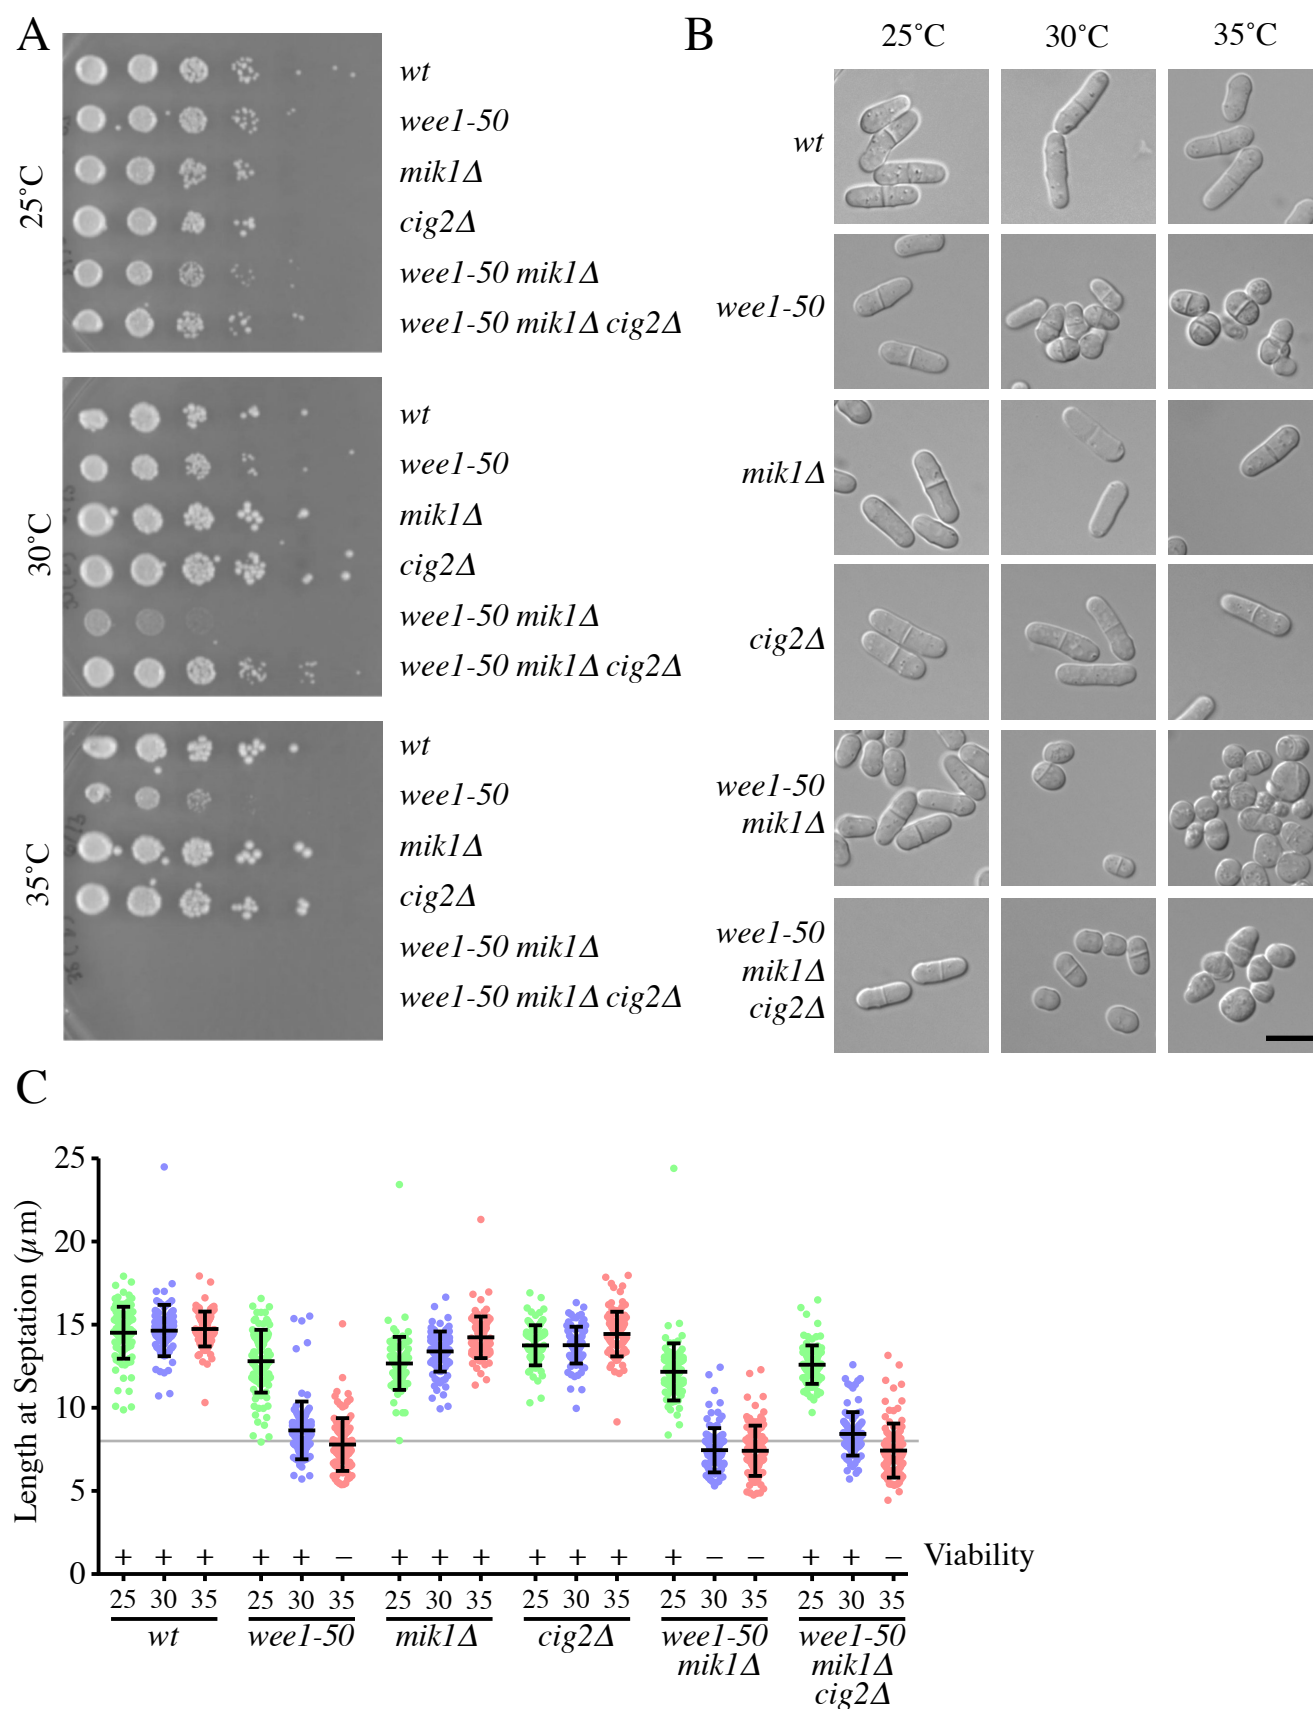 A
25°C
wt
wee1-50
mik1Δ
cig2Δ
wee1-50 mik1Δ
wee1-50 mik1Δ cig2Δ
30°C
wt
wee1-50
mik1Δ
cig2Δ
wee1-50 mik1Δ
wee1-50 mik1Δ cig2Δ
35°C
wt
wee1-50
mik1Δ
cig2Δ
wee1-50 mik1Δ
wee1-50 mik1Δ cig2Δ
B
25°C 30°C 35°C
wt
wee1-50
mik1Δ
cig2Δ
wee1-50
mik1Δ
wee1-50
mik1Δ
cig2Δ
C
Length at Septation (μm)
25
20
15
10
5
0
+ + + + + − + + + + + + + − − + + − Viability
25 30 35 25 30 35 25 30 35 25 30 35 25 30 35 25 30 35
wt wee1-50 mik1Δ cig2Δ wee1-50 wee1-50
mik1Δ mik1Δ
cig2Δ